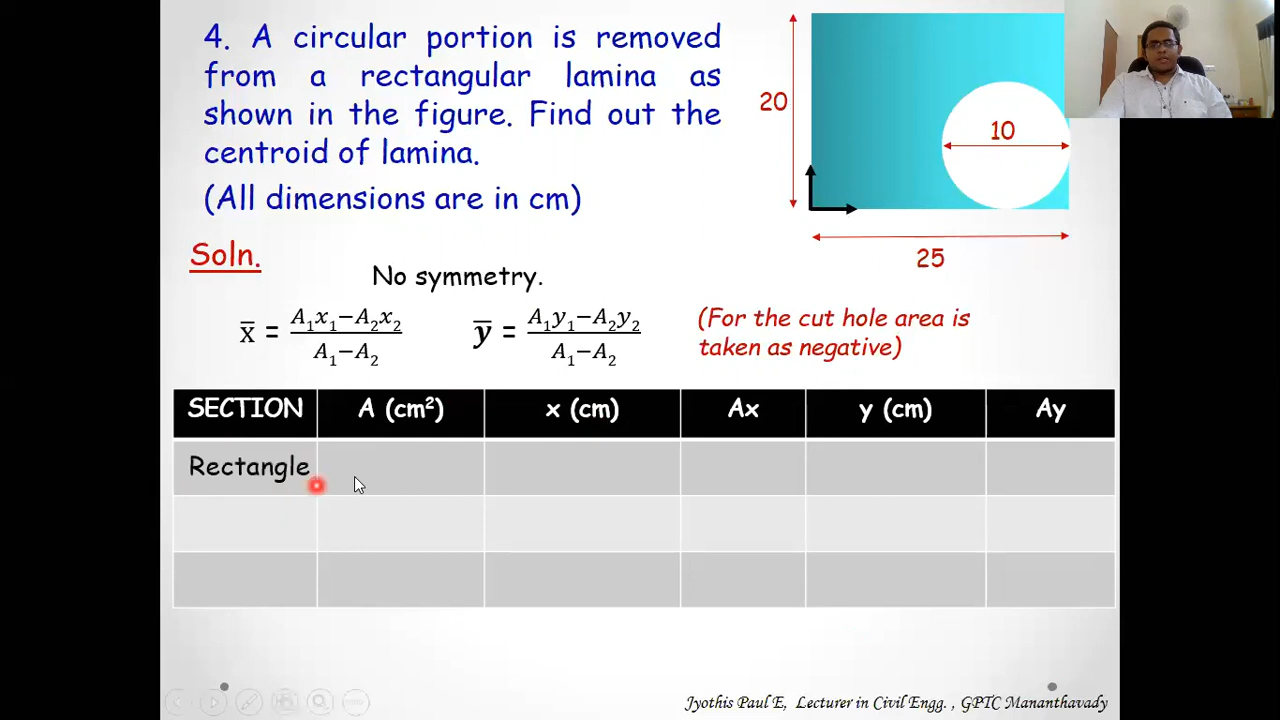 4. A circular portion is removed
from a rectangular lamina as
shown in the figure. Find out the
centroid of lamina.
(All dimensions are in cm)
20
10
25
Soln.
No symmetry.
x̄ = (A₁x₁−A₂x₂)/(A₁−A₂)
ȳ = (A₁y₁−A₂y₂)/(A₁−A₂)
(For the cut hole area is
taken as negative)
SECTION A (cm²) x (cm) Ax y (cm) Ay
Rectangle
Jyothis Paul E, Lecturer in Civil Engg. , GPTC Mananthavady